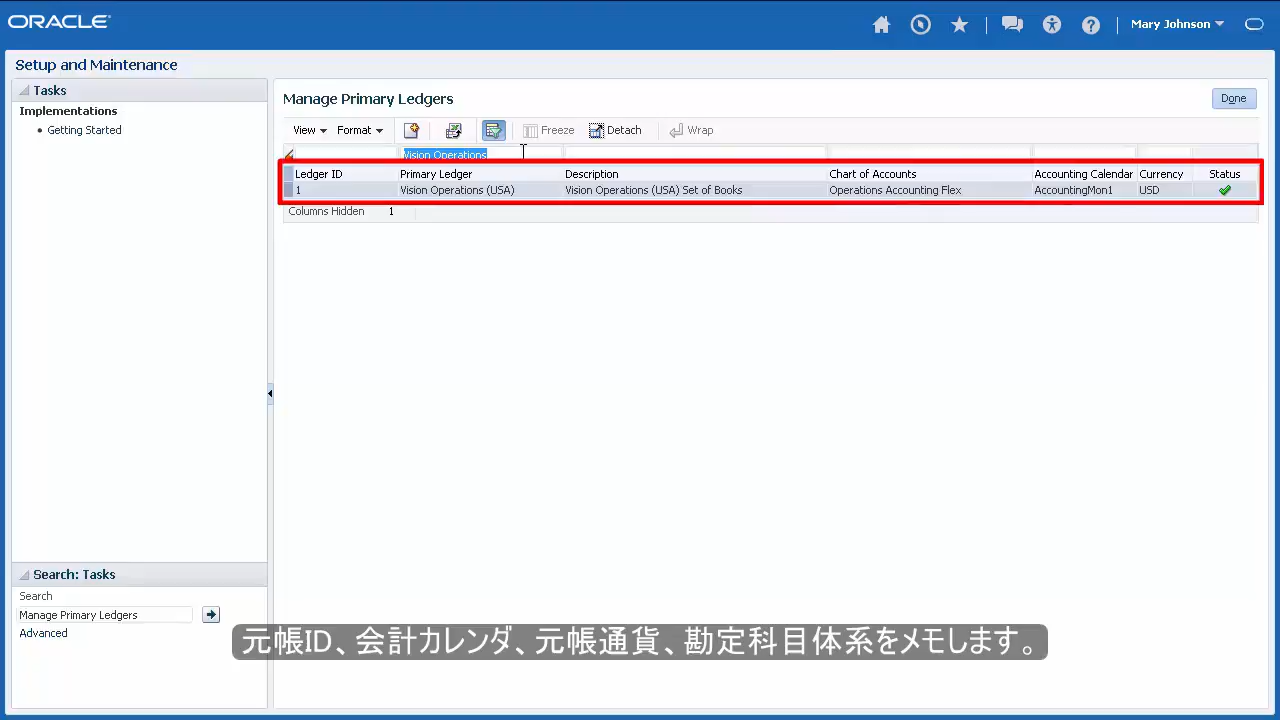 ORACLE
Mary Johnson
Setup and Maintenance
Tasks
Implementations
Getting Started
Manage Primary Ledgers
Done
View Format Freeze Detach Wrap
Vision Operations
Ledger ID Primary Ledger Description Chart of Accounts Accounting Calendar Currency Status
1 Vision Operations (USA) Vision Operations (USA) Set of Books Operations Accounting Flex AccountingMon1 USD
Columns Hidden 1
Search: Tasks
Search
Manage Primary Ledgers
Advanced
元帳ID、会計カレンダ、元帳通貨、勘定科目体系をメモします。